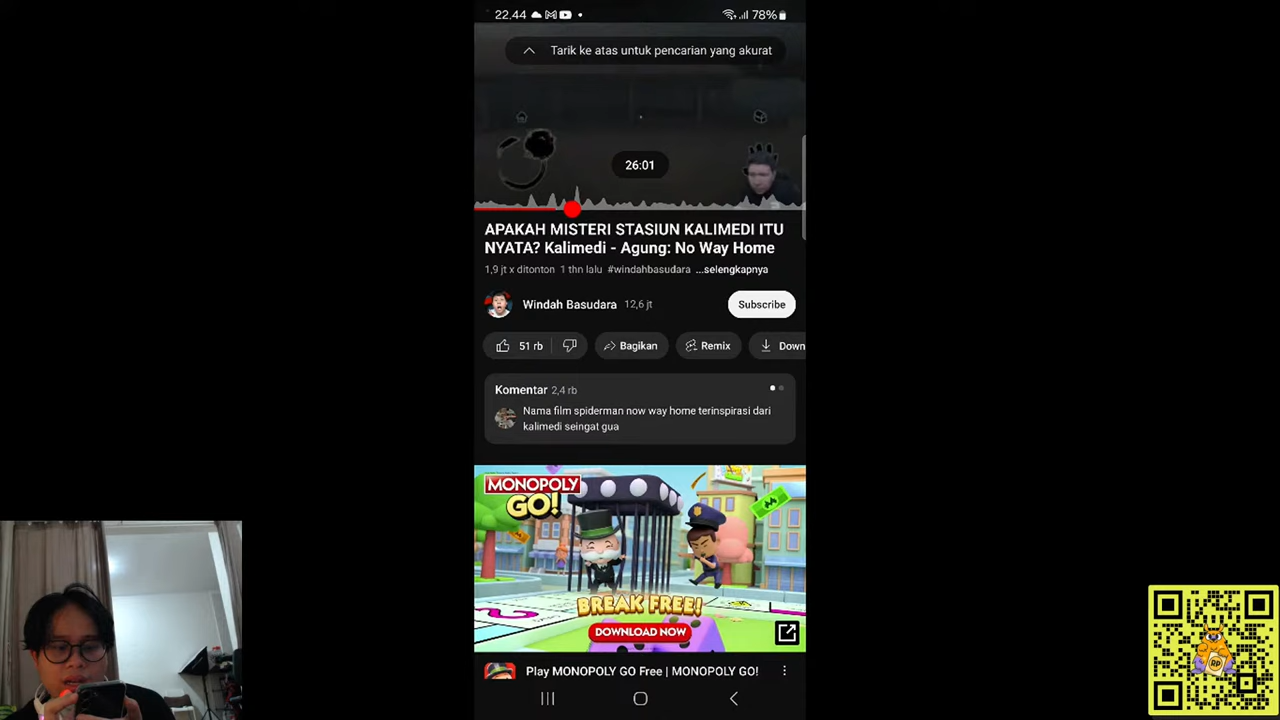 22.44
78%
Tarik ke atas untuk pencarian yang akurat
26:01
APAKAH MISTERI STASIUN KALIMEDI ITU
NYATA? Kalimedi - Agung: No Way Home
1,9 jt x ditonton 1 thn lalu #windahbasudara ...selengkapnya
Windah Basudara 12,6 jt
Subscribe
51 rb
Bagikan
Remix
Down
Komentar 2,4 rb
Nama film spiderman now way home terinspirasi dari
kalimedi seingat gua
MONOPOLY
GO!
BREAK FREE!
DOWNLOAD NOW
Play MONOPOLY GO Free | MONOPOLY GO!
RP